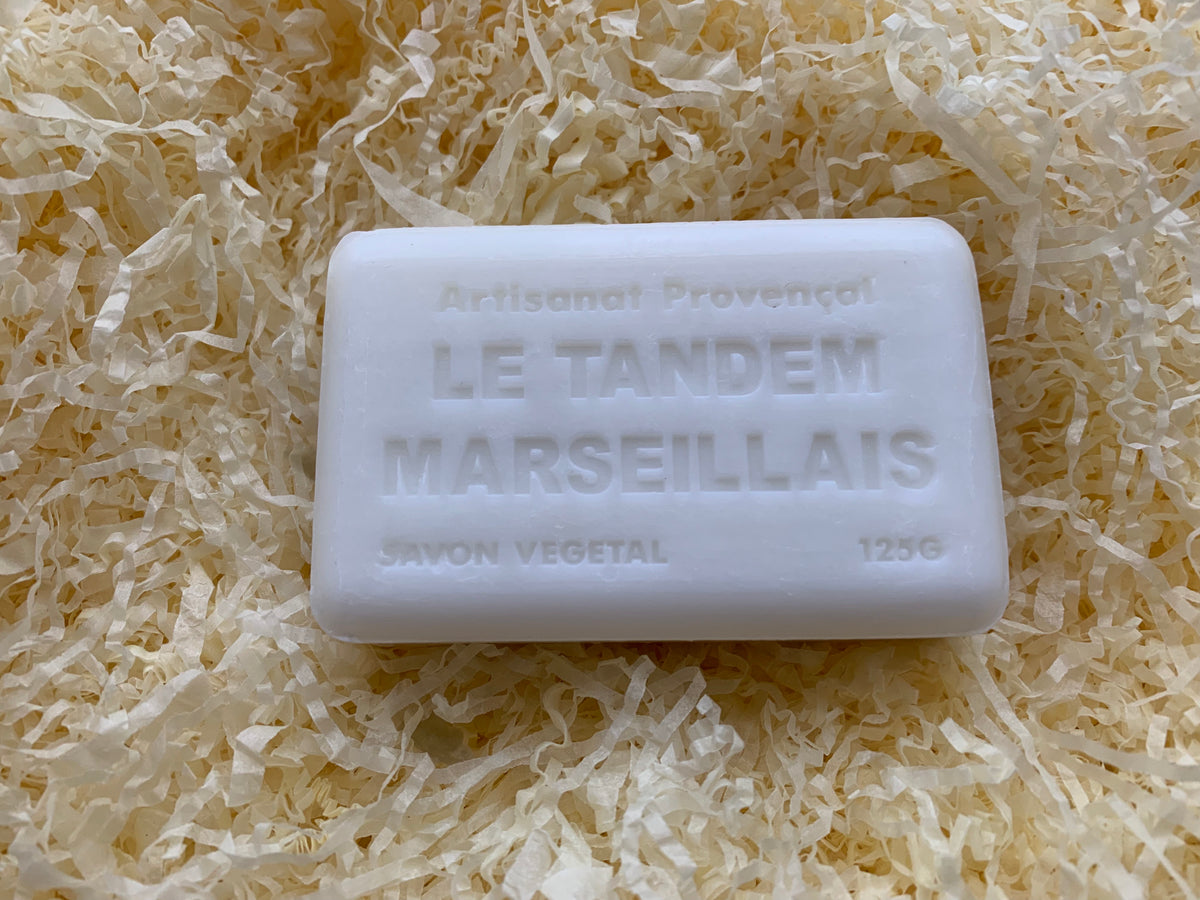 Artisanat Provençal
LE TANDEM
MARSEILLAIS
SAVON VEGETAL 125G